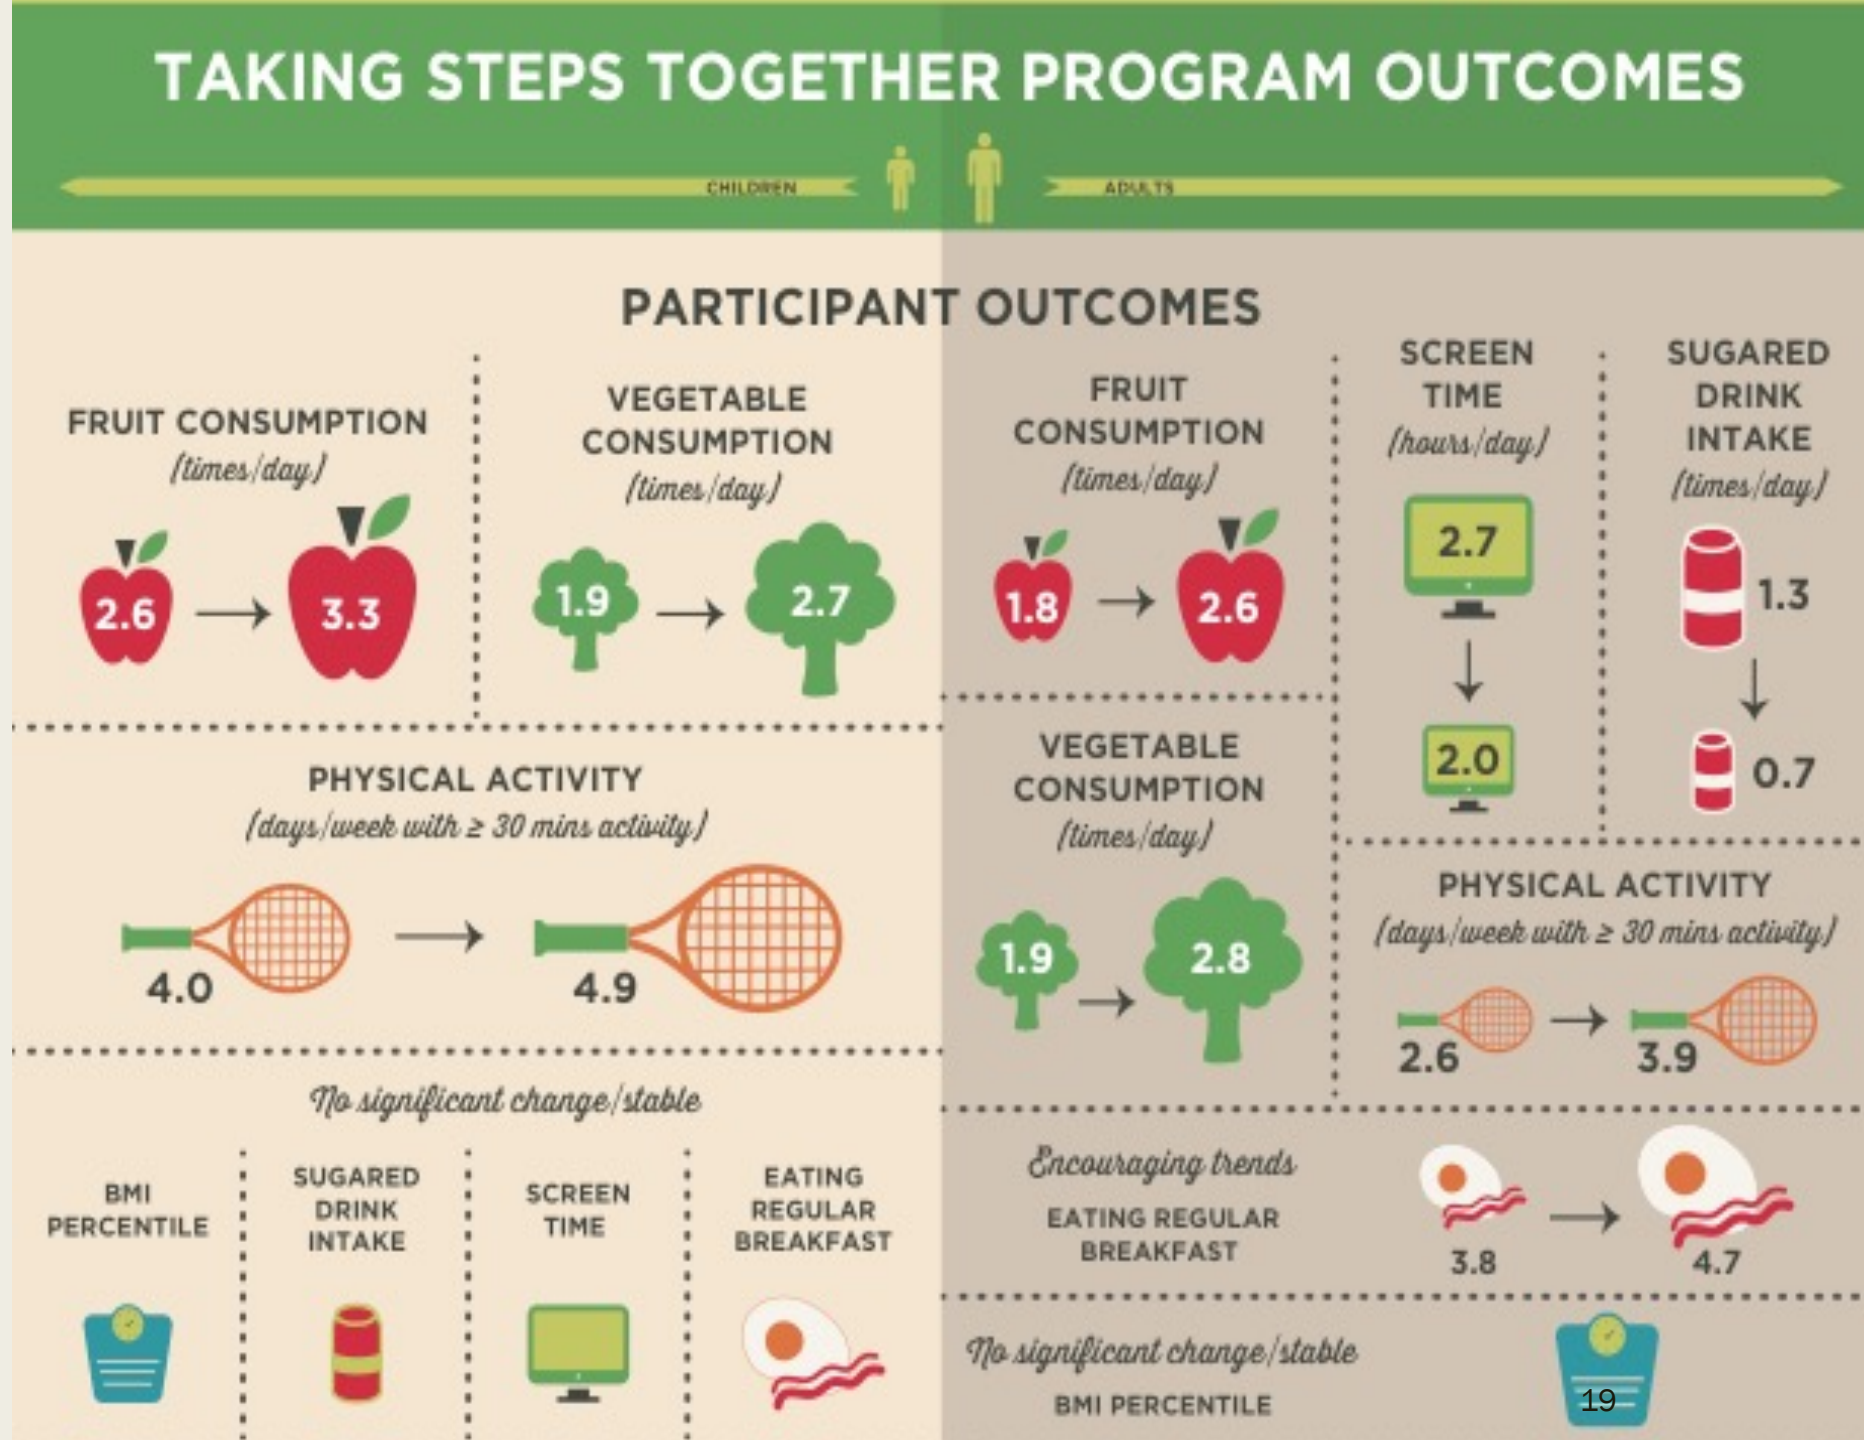 TAKING STEPS TOGETHER PROGRAM OUTCOMES
CHILDREN
ADULTS
PARTICIPANT OUTCOMES
FRUIT CONSUMPTION
(times/day)
2.6
3.3
VEGETABLE
CONSUMPTION
(times/day)
1.9
2.7
PHYSICAL ACTIVITY
(days/week with ≥ 30 mins activity)
4.0
4.9
No significant change/stable
BMI
PERCENTILE
SUGARED
DRINK
INTAKE
SCREEN
TIME
EATING
REGULAR
BREAKFAST
FRUIT
CONSUMPTION
(times/day)
1.8
2.6
SCREEN
TIME
(hours/day)
2.7
2.0
SUGARED
DRINK
INTAKE
(times/day)
1.3
0.7
VEGETABLE
CONSUMPTION
(times/day)
1.9
2.8
PHYSICAL ACTIVITY
(days/week with ≥ 30 mins activity)
2.6
3.9
Encouraging trends
EATING REGULAR
BREAKFAST
3.8
4.7
No significant change/stable
BMI PERCENTILE
19